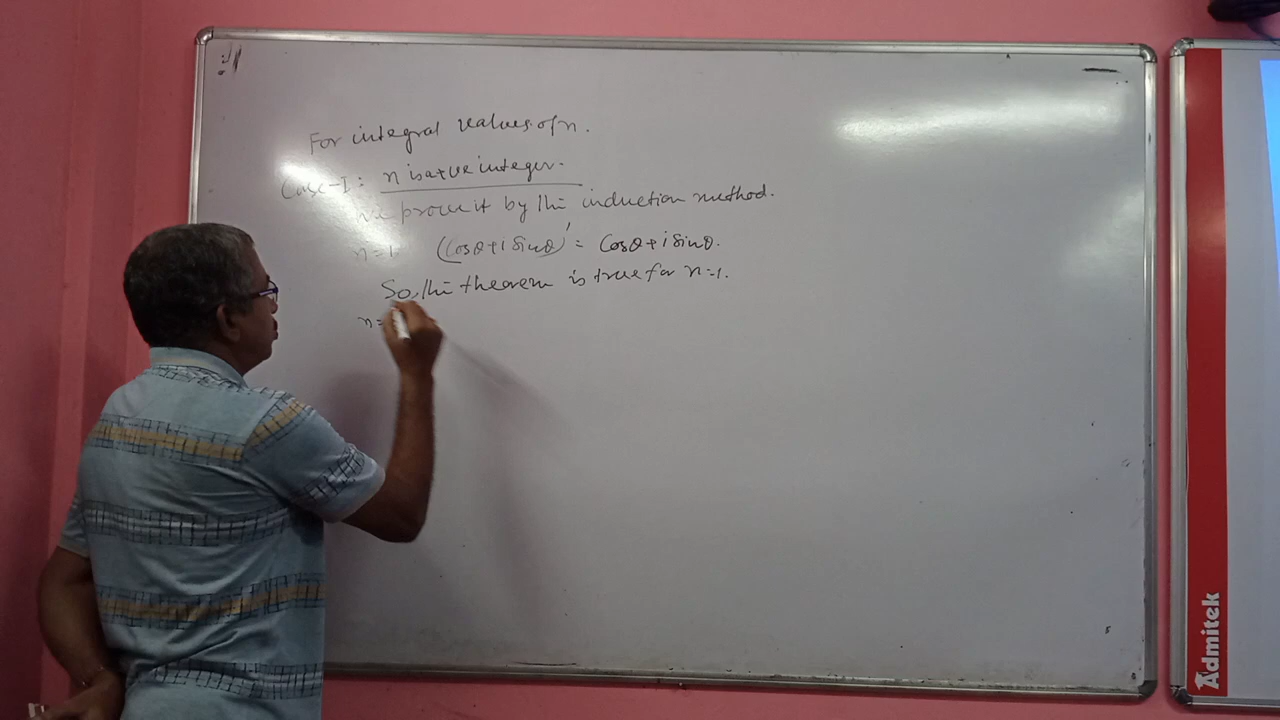 For integral values of n.
Case-I: n is a +ve integer.
We prove it by the induction method.
n=1. (Cosθ+i Sinθ)' = Cosθ+i Sinθ.
So, the theorem is true for n=1.
n=
Admitek